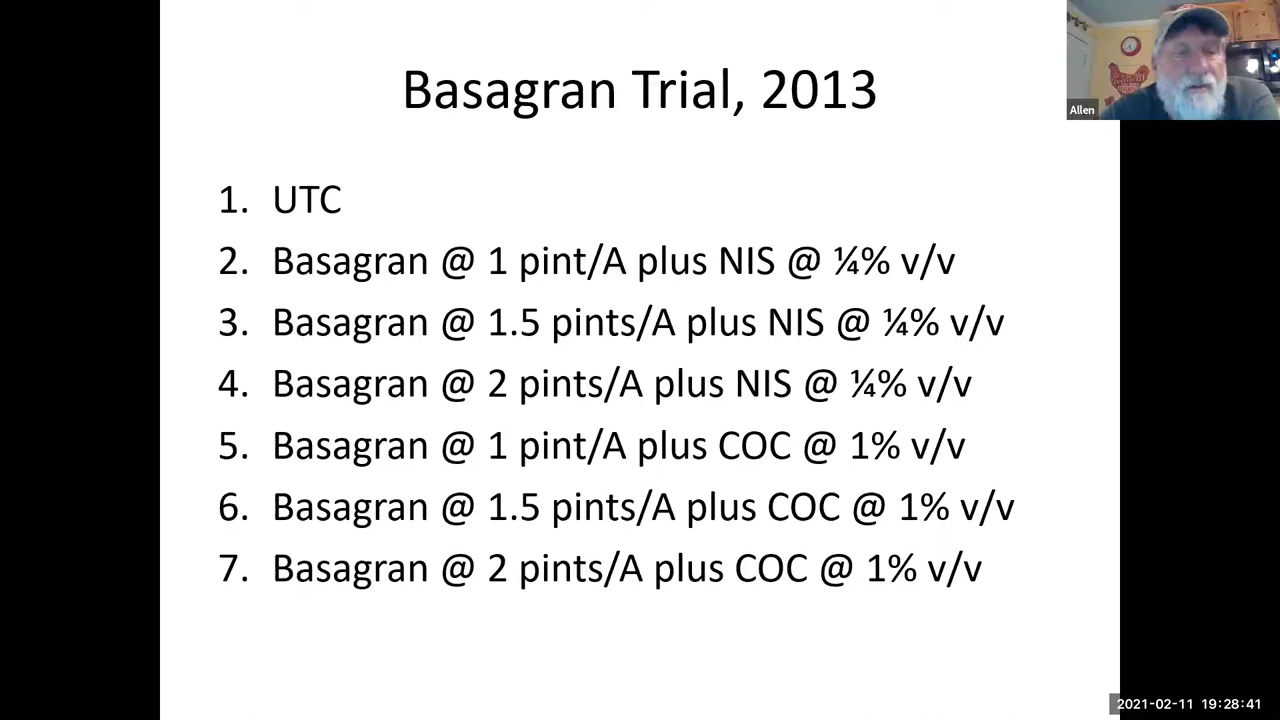 Basagran Trial, 2013
Allen
1. UTC
2. Basagran @ 1 pint/A plus NIS @ ¼% v/v
3. Basagran @ 1.5 pints/A plus NIS @ ¼% v/v
4. Basagran @ 2 pints/A plus NIS @ ¼% v/v
5. Basagran @ 1 pint/A plus COC @ 1% v/v
6. Basagran @ 1.5 pints/A plus COC @ 1% v/v
7. Basagran @ 2 pints/A plus COC @ 1% v/v
2021-02-11 19:28:41